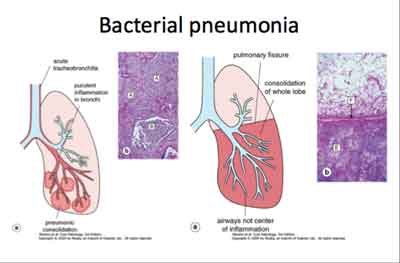 Bacterial pneumonia
acute
tracheobronchitis
purulent
inflammation
in bronchi
pneumonic
consolidation
a
A
A
b
pulmonary fissure
consolidation
of whole lobe
airways not center
of inflammation
a
b